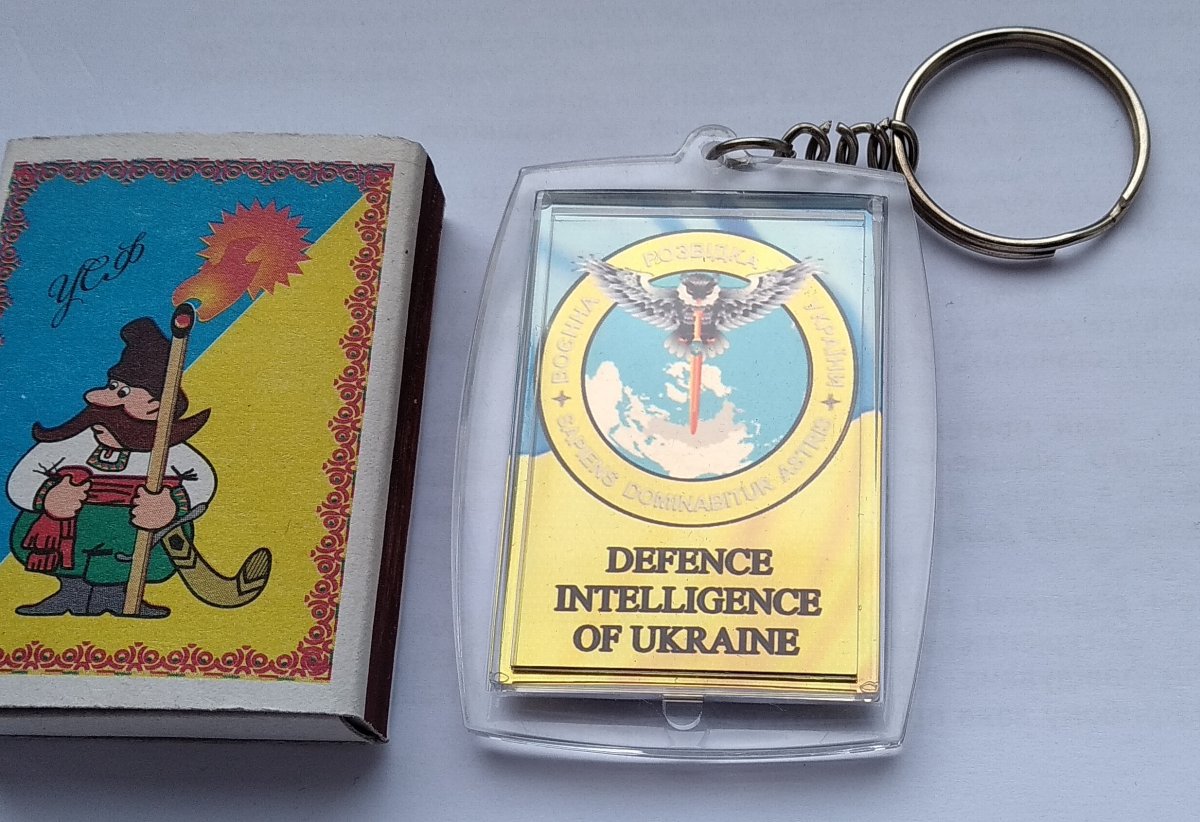 УСФ
ВОЄННА РОЗВІДКА УКРАЇНИ
SAPIENS DOMINABITUR ASTRIS
DEFENCE
INTELLIGENCE
OF UKRAINE